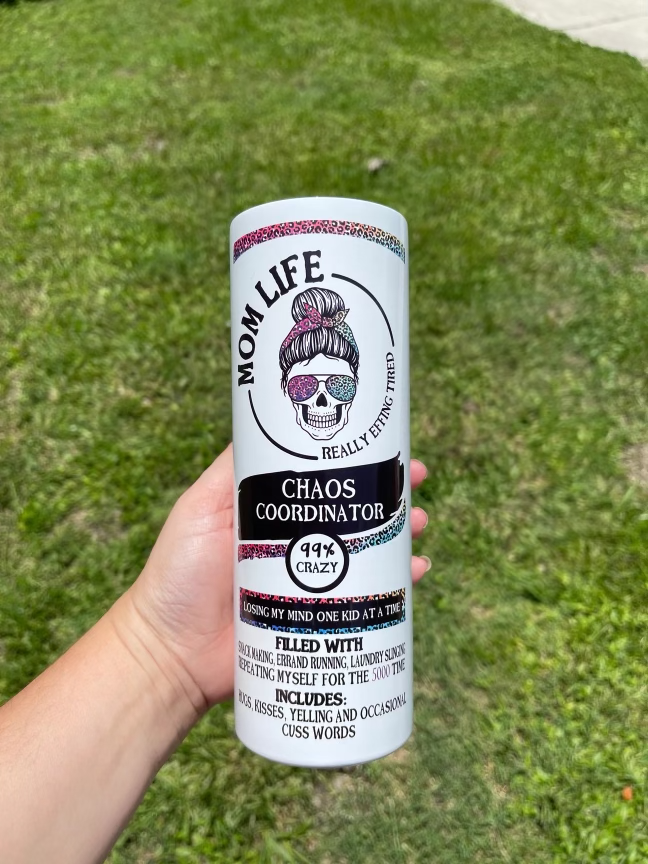 MOM LIFE
REALLY EFFING TIRED
CHAOS
COORDINATOR
99%
CRAZY
LOSING MY MIND ONE KID AT A TIME
FILLED WITH
SNACK MAKING, ERRAND RUNNING, LAUNDRY SLINGING
REPEATING MYSELF FOR THE 5000 TIME
INCLUDES:
HUGS, KISSES, YELLING AND OCCASIONAL
CUSS WORDS